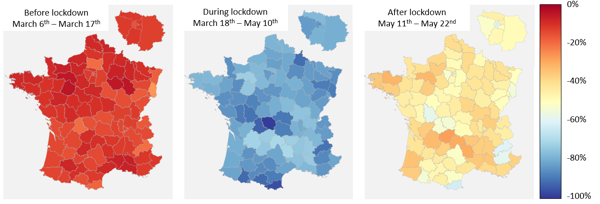 Before lockdown
March 6th – March 17th
During lockdown
March 18th – May 10th
After lockdown
May 11th – May 22nd
0%
-20%
-40%
-60%
-80%
-100%